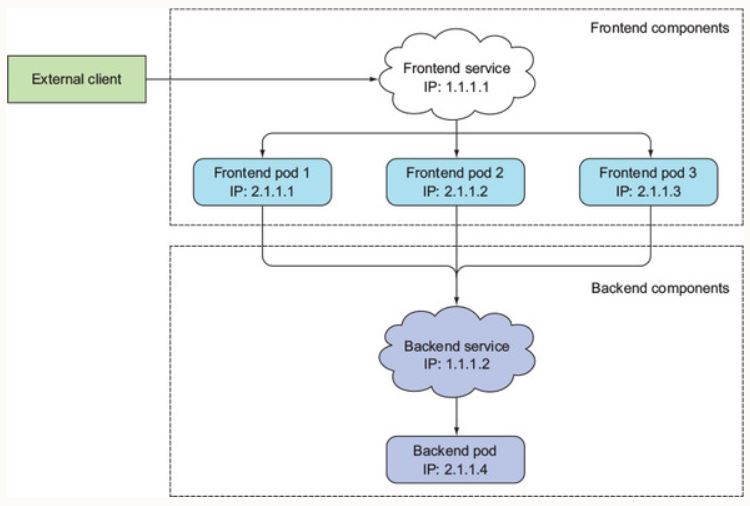 Frontend components
External client
Frontend service
IP: 1.1.1.1
Frontend pod 1
IP: 2.1.1.1
Frontend pod 2
IP: 2.1.1.2
Frontend pod 3
IP: 2.1.1.3
Backend components
Backend service
IP: 1.1.1.2
Backend pod
IP: 2.1.1.4